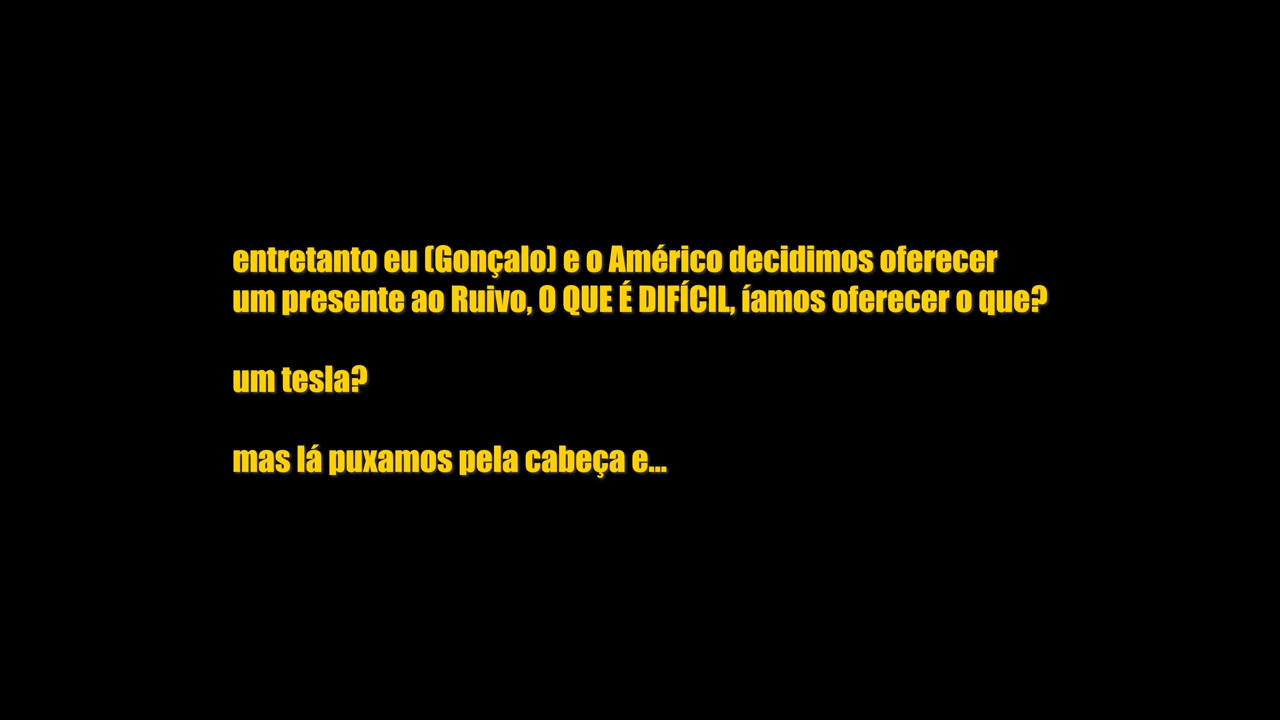 entretanto eu (Gonçalo) e o Américo decidimos oferecer
um presente ao Ruivo, O QUE É DIFÍCIL, íamos oferecer o que?
um tesla?
mas lá puxamos pela cabeça e...